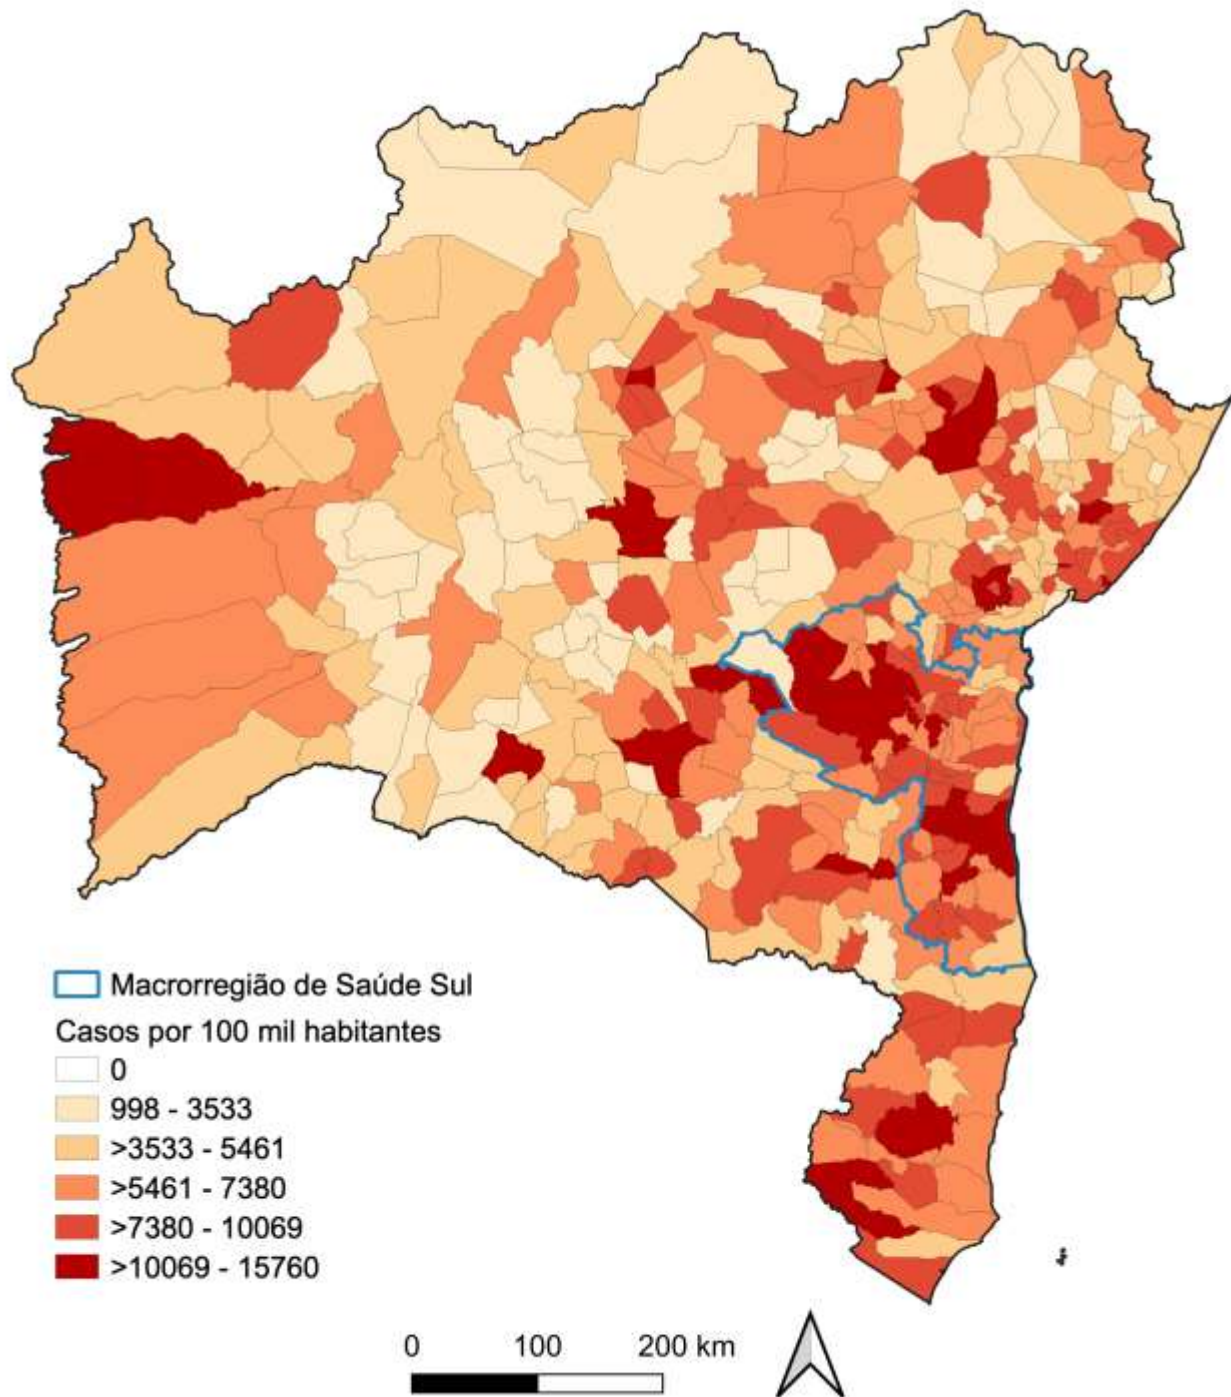 Macrorregião de Saúde Sul
Casos por 100 mil habitantes
0
998 - 3533
>3533 - 5461
>5461 - 7380
>7380 - 10069
>10069 - 15760
0 100 200 km